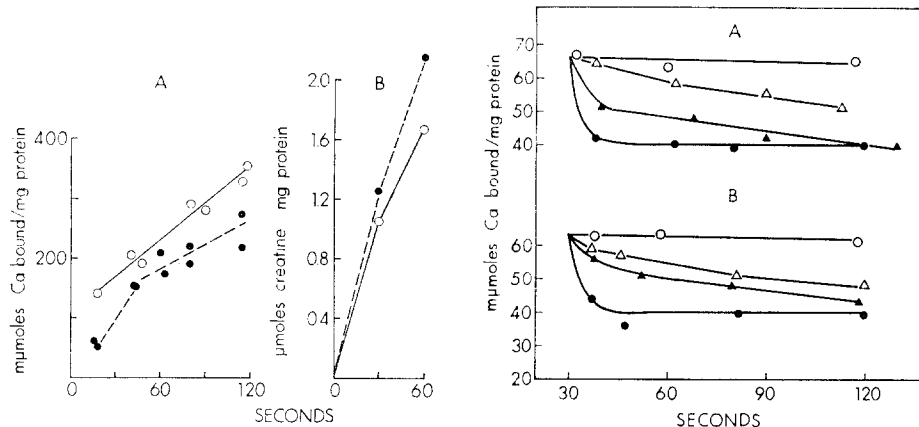 A
mμmoles Ca bound/mg protein
400
200
0
60
120
B
μmoles creatine mg protein
2.0
1.6
1.2
0.8
0.4
0
30
60
SECONDS
A
70
60
50
40
B
mμmoles Ca bound/mg protein
60
50
40
30
20
30
60
90
120
SECONDS